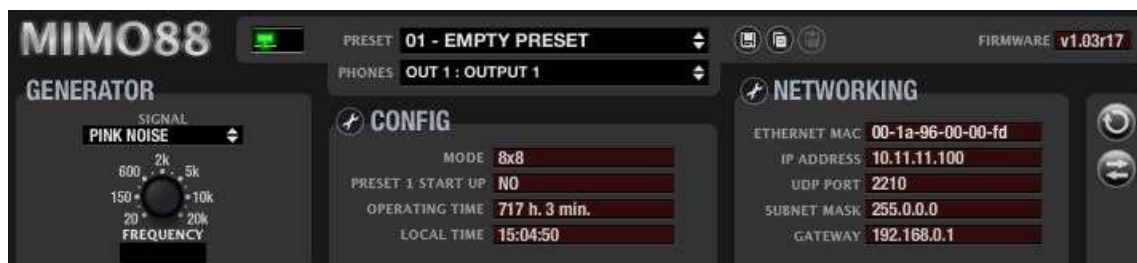 MIMO88
PRESET 01 - EMPTY PRESET
FIRMWARE v1.03r17
PHONES OUT 1 : OUTPUT 1
GENERATOR
SIGNAL
PINK NOISE
2k
600 5k
150 10k
20 20k
FREQUENCY
CONFIG
MODE 8x8
PRESET 1 START UP NO
OPERATING TIME 717 h. 3 min.
LOCAL TIME 15:04:50
NETWORKING
ETHERNET MAC 00-1a-96-00-00-fd
IP ADDRESS 10.11.11.100
UDP PORT 2210
SUBNET MASK 255.0.0.0
GATEWAY 192.168.0.1